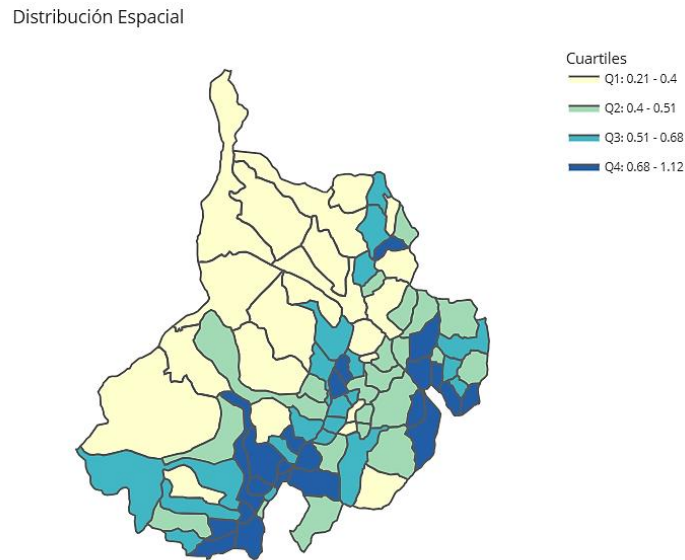 Distribución Espacial
Cuartiles
Q1: 0.21 - 0.4
Q2: 0.4 - 0.51
Q3: 0.51 - 0.68
Q4: 0.68 - 1.12